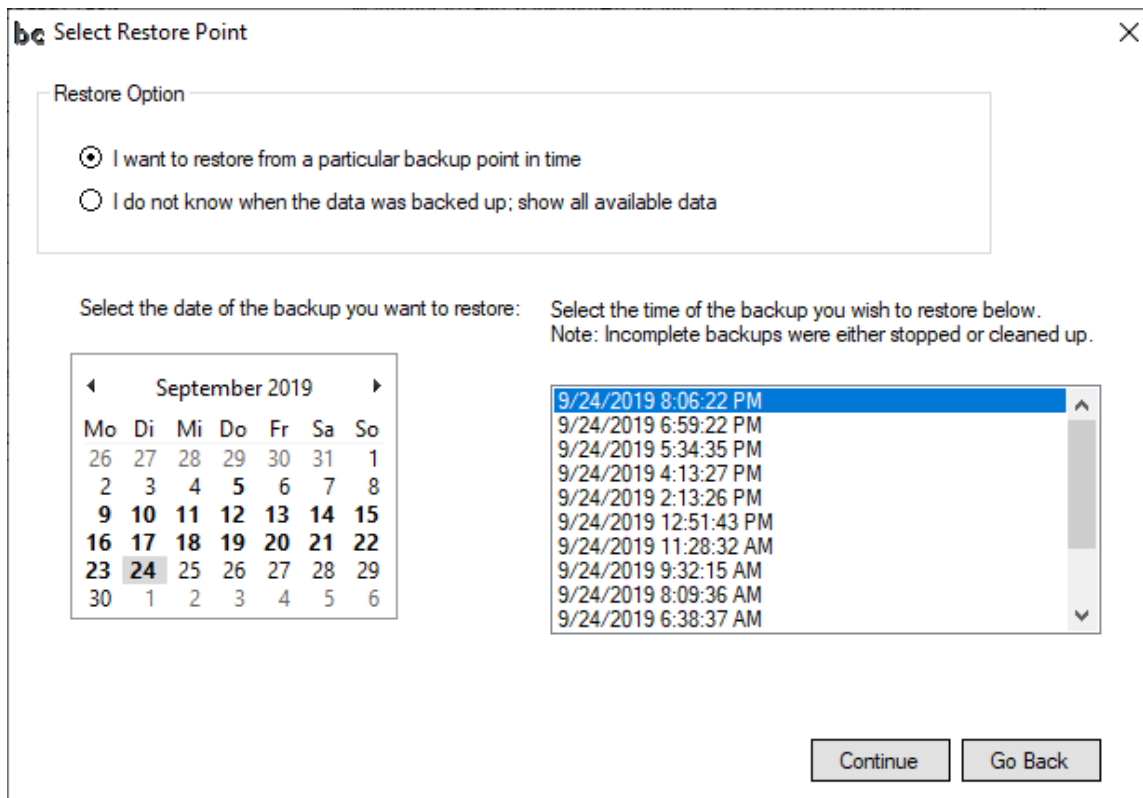 bc Select Restore Point
Restore Option
I want to restore from a particular backup point in time
I do not know when the data was backed up; show all available data
Select the date of the backup you want to restore:
September 2019
Mo Di Mi Do Fr Sa So
26 27 28 29 30 31 1
2 3 4 5 6 7 8
9 10 11 12 13 14 15
16 17 18 19 20 21 22
23 24 25 26 27 28 29
30 1 2 3 4 5 6
Select the time of the backup you wish to restore below.
Note: Incomplete backups were either stopped or cleaned up.
9/24/2019 8:06:22 PM
9/24/2019 6:59:22 PM
9/24/2019 5:34:35 PM
9/24/2019 4:13:27 PM
9/24/2019 2:13:26 PM
9/24/2019 12:51:43 PM
9/24/2019 11:28:32 AM
9/24/2019 9:32:15 AM
9/24/2019 8:09:36 AM
9/24/2019 6:38:37 AM
Continue
Go Back